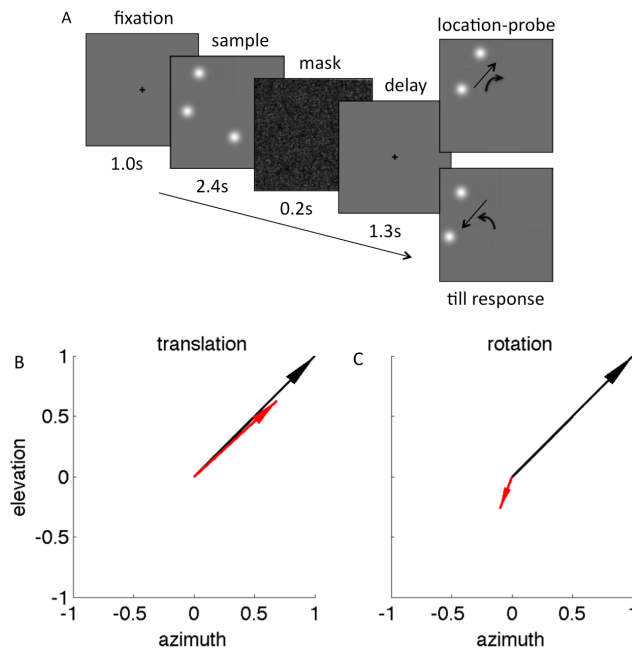 A
fixation
sample
mask
delay
location-probe
1.0s
2.4s
0.2s
1.3s
till response
B
translation
1
0.5
0
-0.5
-1
elevation
-1 -0.5 0 0.5 1
azimuth
C
rotation
-1 -0.5 0 0.5 1
azimuth